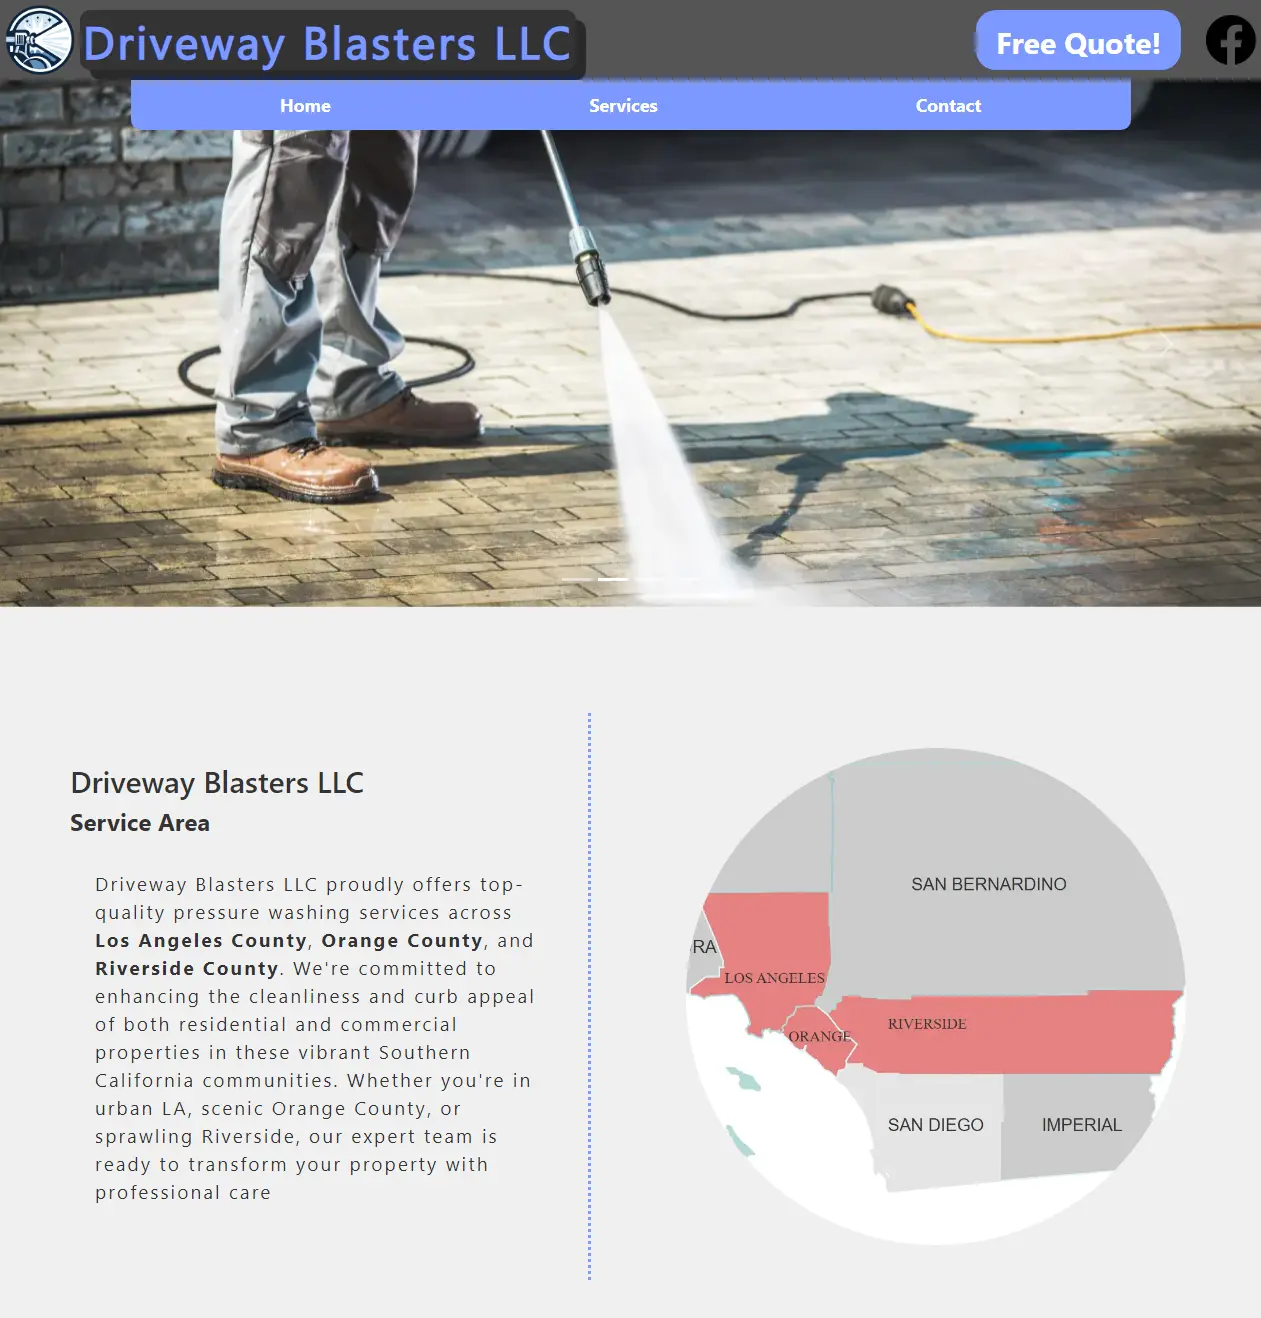 Driveway Blasters LLC
Free Quote!
Home
Services
Contact
Driveway Blasters LLC
Service Area
Driveway Blasters LLC proudly offers top-
quality pressure washing services across
Los Angeles County, Orange County, and
Riverside County. We're committed to
enhancing the cleanliness and curb appeal
of both residential and commercial
properties in these vibrant Southern
California communities. Whether you're in
urban LA, scenic Orange County, or
sprawling Riverside, our expert team is
ready to transform your property with
professional care
SAN BERNARDINO
RA
LOS ANGELES
RIVERSIDE
ORANGE
SAN DIEGO
IMPERIAL